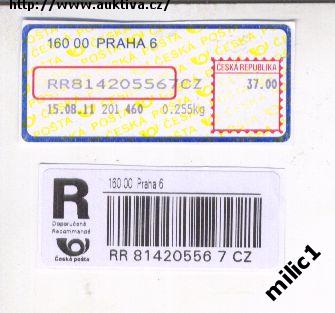 http://www.auktiva.cz/
160 00 PRAHA 6
ČESKÁ REPUBLIKA
RR814205567CZ
37.00
15.08.11 201 460 0.255kg
R
160 00 Praha 6
Doporučeně
Recommandé
Česká pošta
RR 81420556 7 CZ
milic1